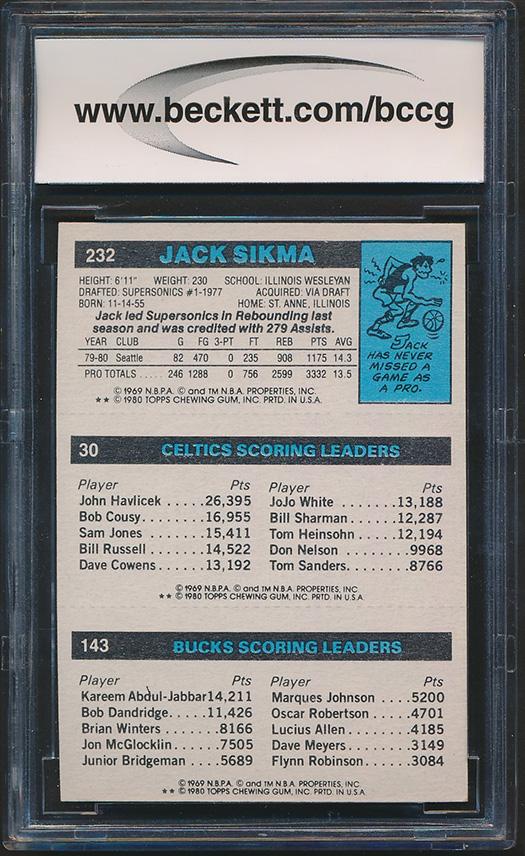 www.beckett.com/bccg
232 JACK SIKMA
HEIGHT: 6'11" WEIGHT: 230 SCHOOL: ILLINOIS WESLEYAN
DRAFTED: SUPERSONICS #1-1977 ACQUIRED: VIA DRAFT
BORN: 11-14-55 HOME: ST. ANNE, ILLINOIS
Jack led Supersonics in Rebounding last
season and was credited with 279 Assists.
YEAR CLUB G FG 3-PT FT REB PTS AVG
79-80 Seattle 82 470 0 235 908 1175 14.3
PRO TOTALS ..... 246 1288 0 756 2599 3332 13.5
© 1969 N.B.P.A. © and TM N.B.A. PROPERTIES, INC.
★★ © 1980 TOPPS CHEWING GUM, INC. PRTD. IN U.S.A.
JACK
HAS NEVER
MISSED A
GAME AS
A PRO.
30 CELTICS SCORING LEADERS
Player Pts Player Pts
John Havlicek ......26,395 JoJo White ........13,188
Bob Cousy.........16,955 Bill Sharman.......12,287
Sam Jones ........15,411 Tom Heinsohn .....12,194
Bill Russell ........14,522 Don Nelson .........9968
Dave Cowens ......13,192 Tom Sanders........8766
© 1969 N.B.P.A. © and TM N.B.A. PROPERTIES, INC.
★★ © 1980 TOPPS CHEWING GUM, INC. PRTD. IN U.S.A.
143 BUCKS SCORING LEADERS
Player Pts Player Pts
Kareem Abdul-Jabbar14,211 Marques Johnson ....5200
Bob Dandridge.....11,426 Oscar Robertson ....4701
Brian Winters .......8166 Lucius Allen........4185
Jon McGlocklin .....7505 Dave Meyers .......3149
Junior Bridgeman ...5689 Flynn Robinson.....3084
© 1969 N.B.P.A. © and TM N.B.A. PROPERTIES, INC.
★★ © 1980 TOPPS CHEWING GUM, INC. PRTD. IN U.S.A.